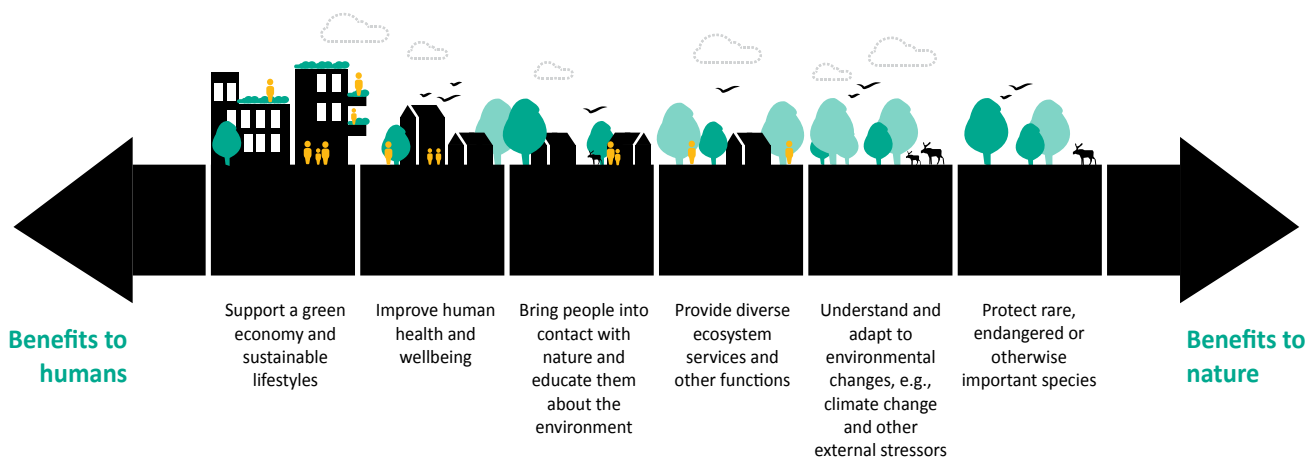 Benefits to
humans
Support a green
economy and
sustainable
lifestyles
Improve human
health and
wellbeing
Bring people into
contact with
nature and
educate them
about the
environment
Provide diverse
ecosystem
services and
other functions
Understand and
adapt to
environmental
changes, e.g.,
climate change
and other
external stressors
Protect rare,
endangered or
otherwise
important species
Benefits to
nature